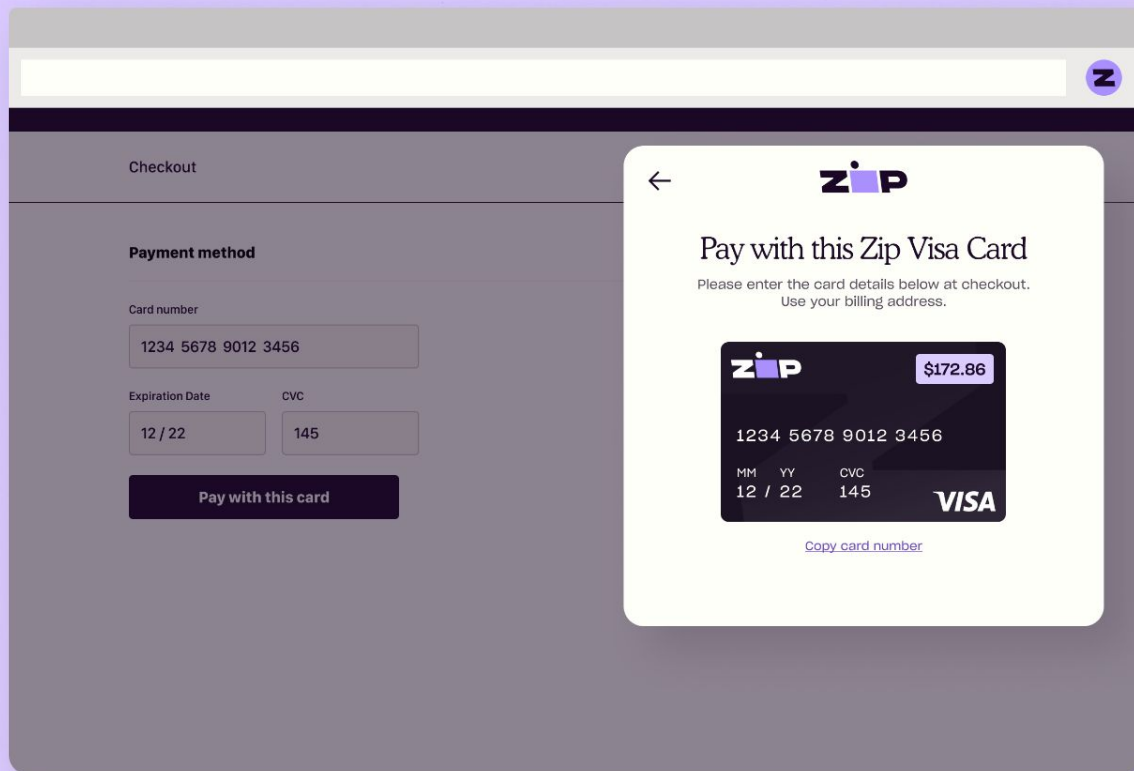 Z
Checkout
Payment method
Card number
1234 5678 9012 3456
Expiration Date CVC
12 / 22 145
Pay with this card
ZIP
Pay with this Zip Visa Card
Please enter the card details below at checkout.
Use your billing address.
ZIP $172.86
1234 5678 9012 3456
MM YY CVC
12 / 22 145
VISA
Copy card number